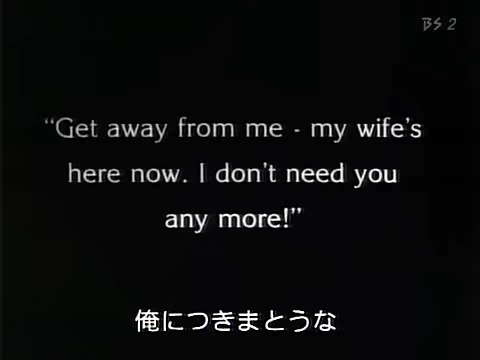 BS 2
“Get away from me - my wife’s
here now. I don’t need you
any more!”
俺につきまとうな